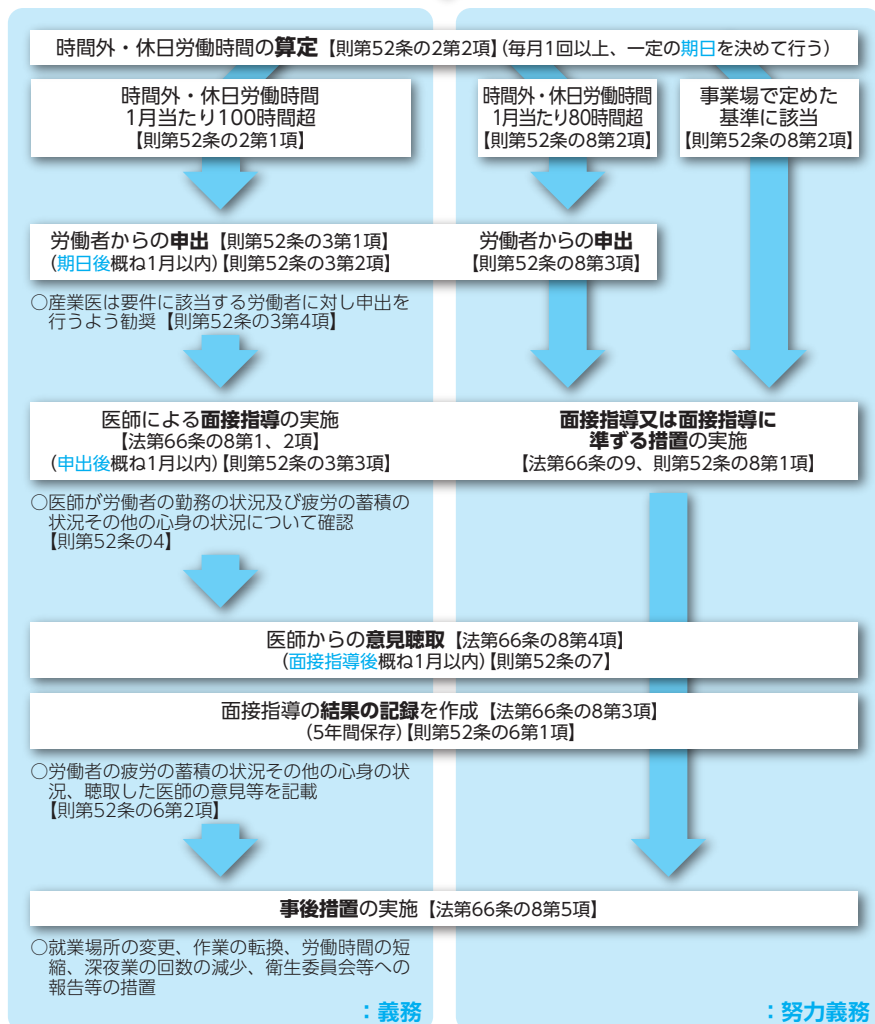 時間外・休日労働時間の算定【則第52条の2第2項】(毎月1回以上、一定の期日を決めて行う)
時間外・休日労働時間
1月当たり100時間超
【則第52条の2第1項】
時間外・休日労働時間
1月当たり80時間超
【則第52条の8第2項】
事業場で定めた
基準に該当
【則第52条の8第2項】
労働者からの申出【則第52条の3第1項】
(期日後概ね1月以内)【則第52条の3第2項】
労働者からの申出
【則第52条の8第3項】
○産業医は要件に該当する労働者に対し申出を
行うよう勧奨【則第52条の3第4項】
医師による面接指導の実施
【法第66条の8第1、2項】
(申出後概ね1月以内)【則第52条の3第3項】
面接指導又は面接指導に
準ずる措置の実施
【法第66条の9、則第52条の8第1項】
○医師が労働者の勤務の状況及び疲労の蓄積の
状況その他の心身の状況について確認
【則第52条の4】
医師からの意見聴取【法第66条の8第4項】
(面接指導後概ね1月以内)【則第52条の7】
面接指導の結果の記録を作成【法第66条の8第3項】
(5年間保存)【則第52条の6第1項】
○労働者の疲労の蓄積の状況その他の心身の状
況、聴取した医師の意見等を記載
【則第52条の6第2項】
事後措置の実施【法第66条の8第5項】
○就業場所の変更、作業の転換、労働時間の短
縮、深夜業の回数の減少、衛生委員会等への
報告等の措置
：義務
：努力義務